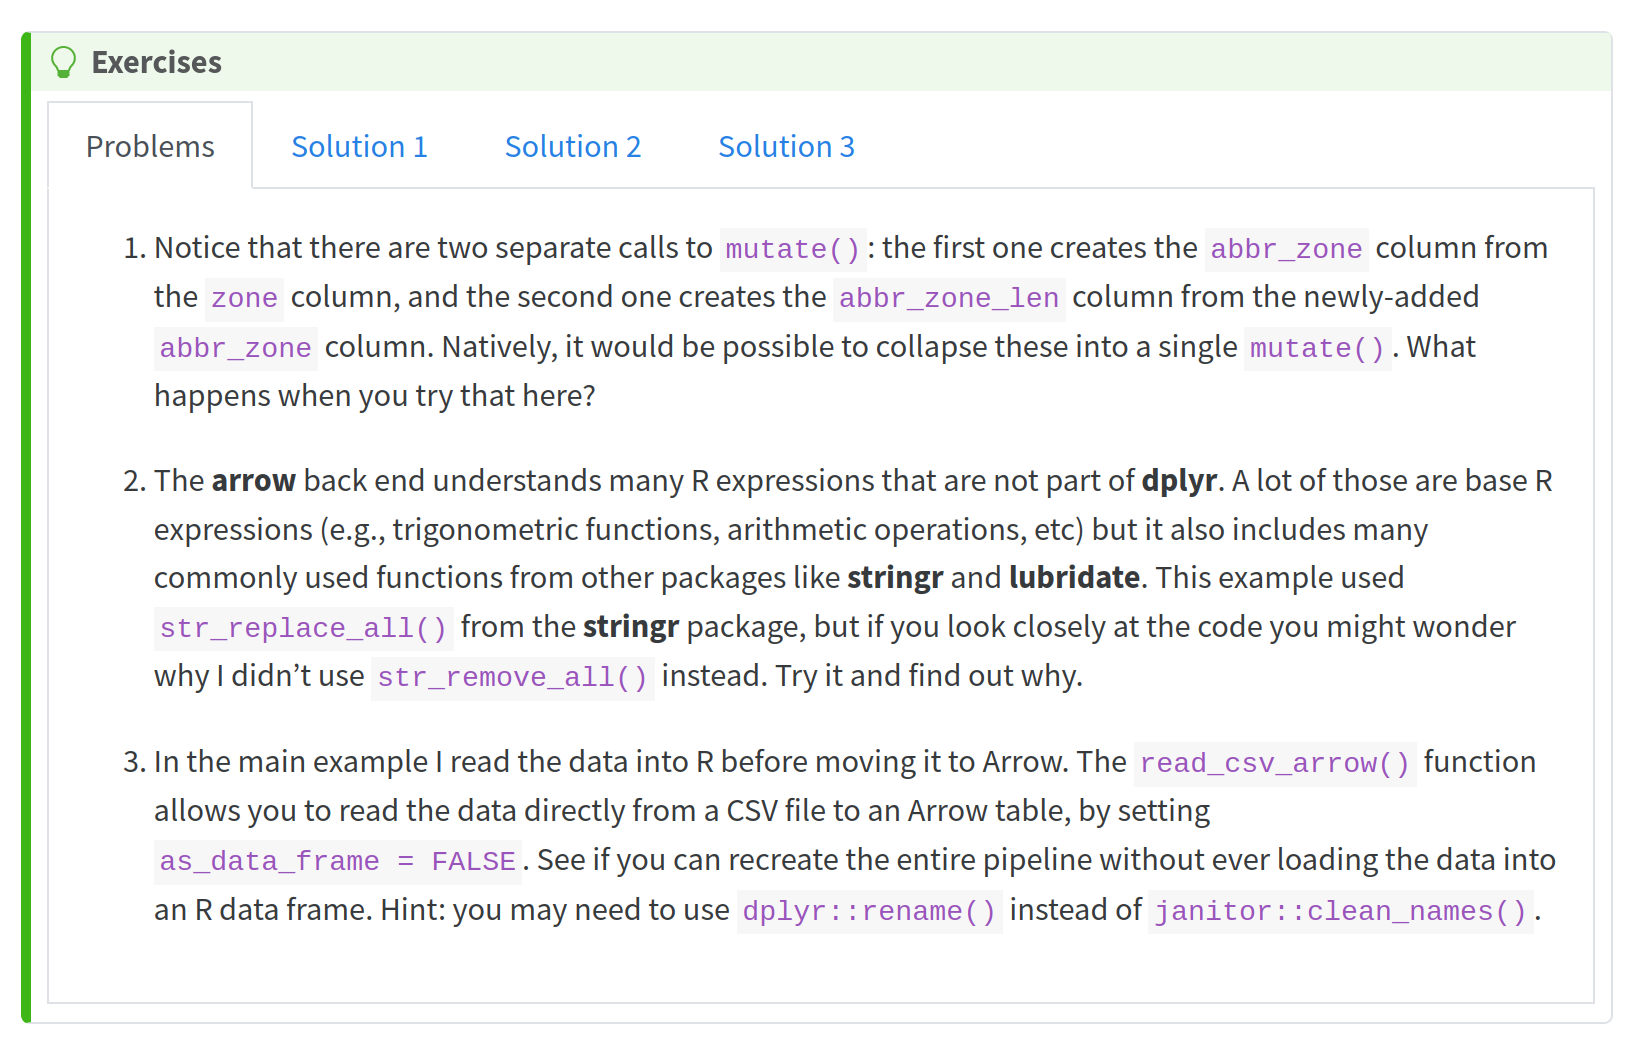 Exercises
Problems Solution 1 Solution 2 Solution 3
1. Notice that there are two separate calls to mutate(): the first one creates the abbr_zone column from
the zone column, and the second one creates the abbr_zone_len column from the newly-added
abbr_zone column. Natively, it would be possible to collapse these into a single mutate(). What
happens when you try that here?
2. The arrow back end understands many R expressions that are not part of dplyr. A lot of those are base R
expressions (e.g., trigonometric functions, arithmetic operations, etc) but it also includes many
commonly used functions from other packages like stringr and lubridate. This example used
str_replace_all() from the stringr package, but if you look closely at the code you might wonder
why I didn’t use str_remove_all() instead. Try it and find out why.
3. In the main example I read the data into R before moving it to Arrow. The read_csv_arrow() function
allows you to read the data directly from a CSV file to an Arrow table, by setting
as_data_frame = FALSE. See if you can recreate the entire pipeline without ever loading the data into
an R data frame. Hint: you may need to use dplyr::rename() instead of janitor::clean_names().